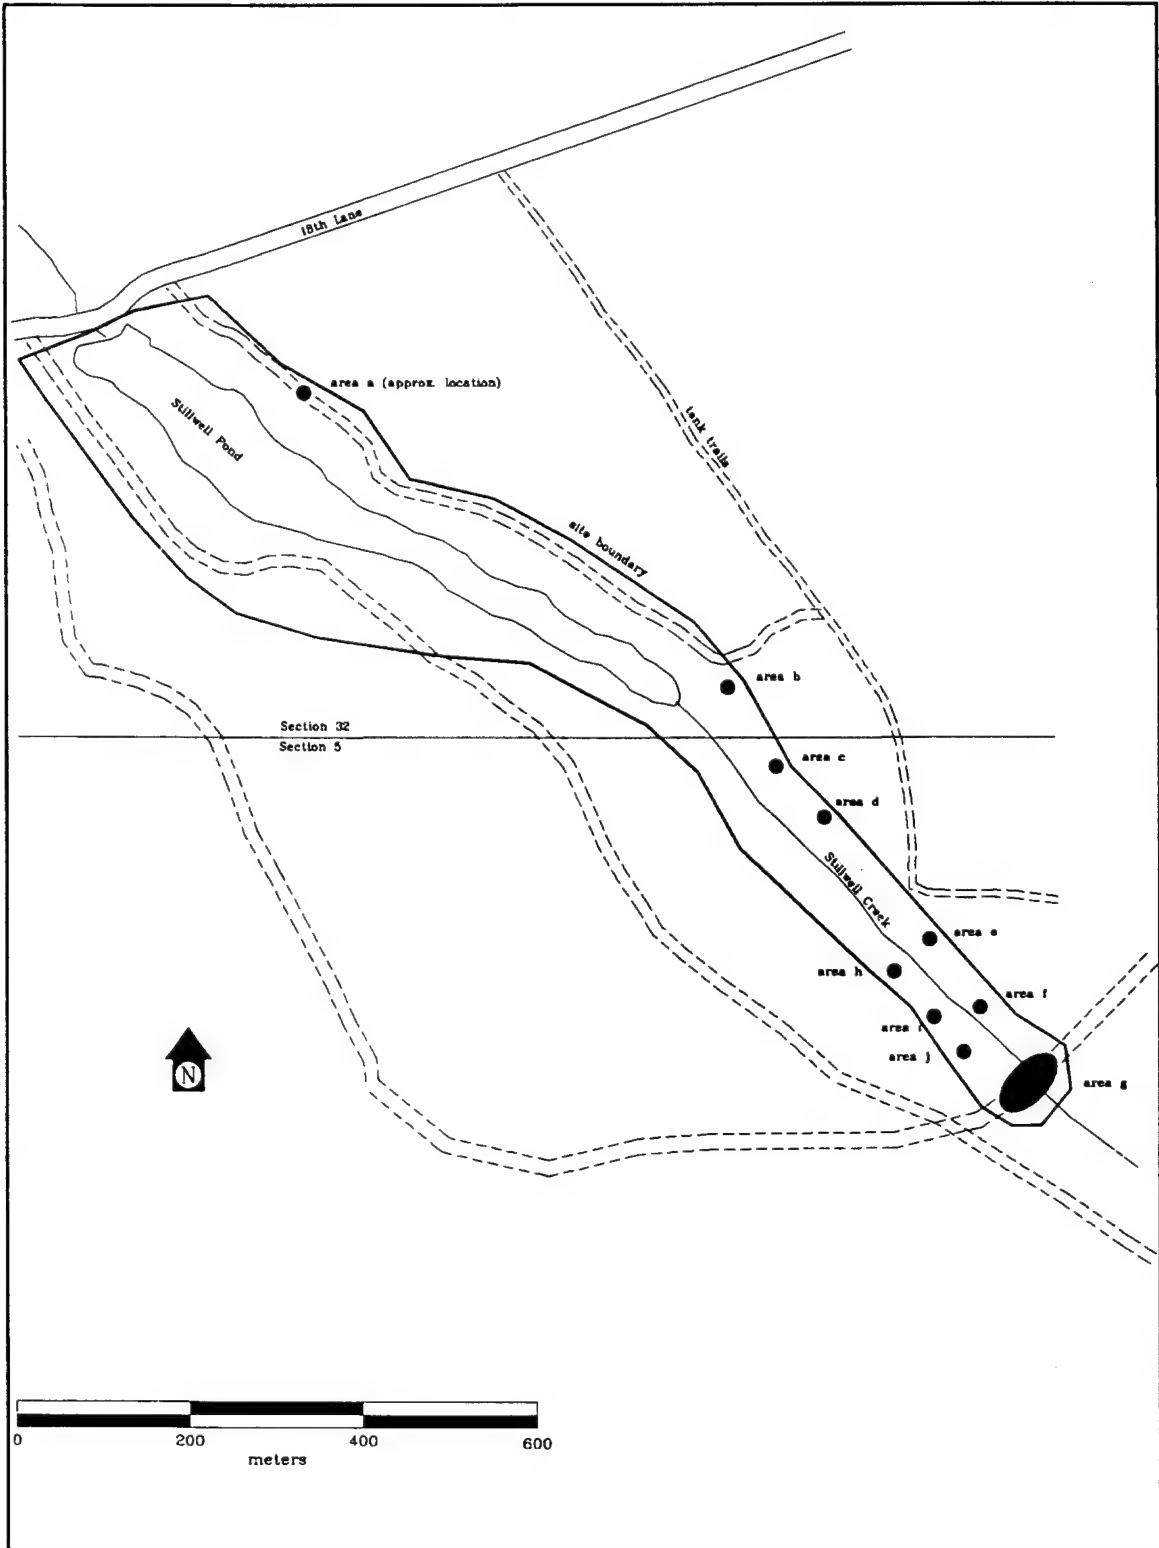 18th Lane
area a (approx. location)
Stillwell Pond
tank trails
site boundary
area b
Section 32
Section 5
area c
area d
Stillwell Creek
area e
area h
area f
area i
area j
area g
N
0 200 400 600
meters